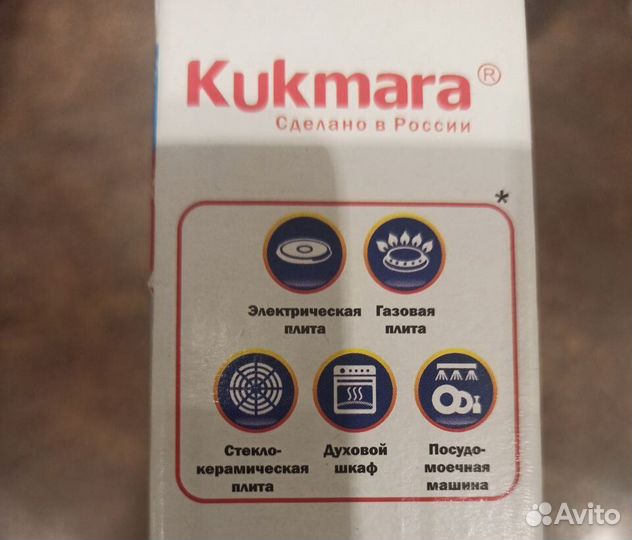 Kukmara®
Сделано в России
*
Электрическая
плита
Газовая
плита
Стекло-
керамическая
плита
Духовой
шкаф
Посудо-
моечная
машина
Avito